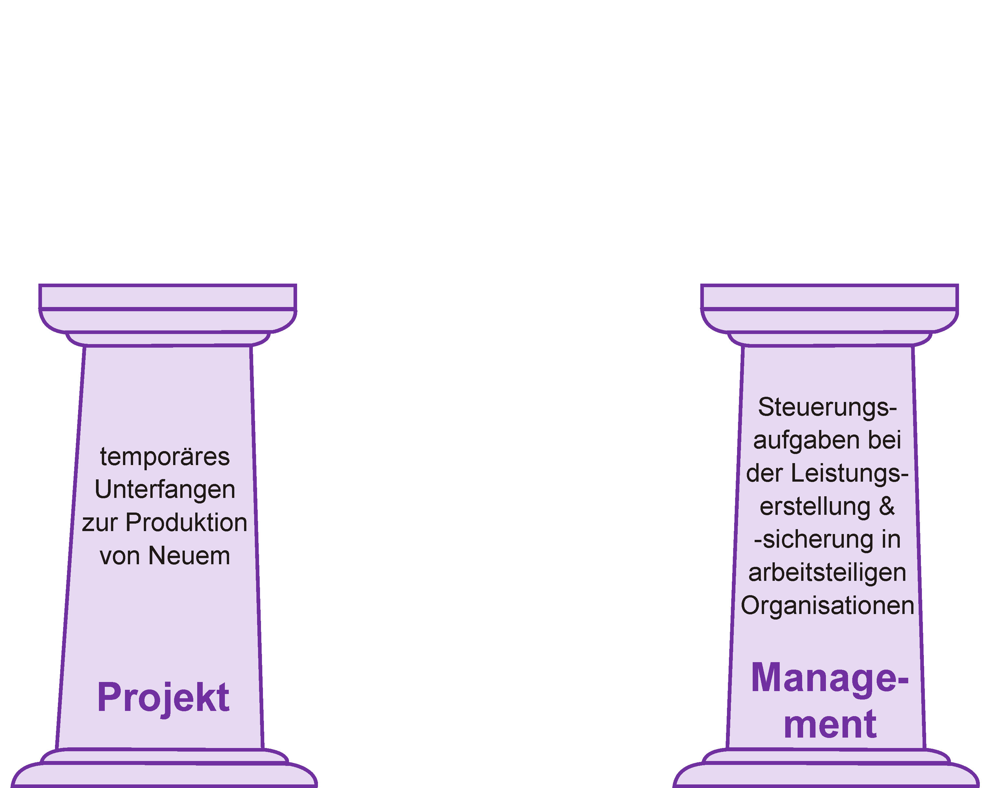 temporäres
Unterfangen
zur Produktion
von Neuem
Projekt
Steuerungs-
aufgaben bei
der Leistungs-
erstellung &
-sicherung in
arbeitsteiligen
Organisationen
Manage-
ment